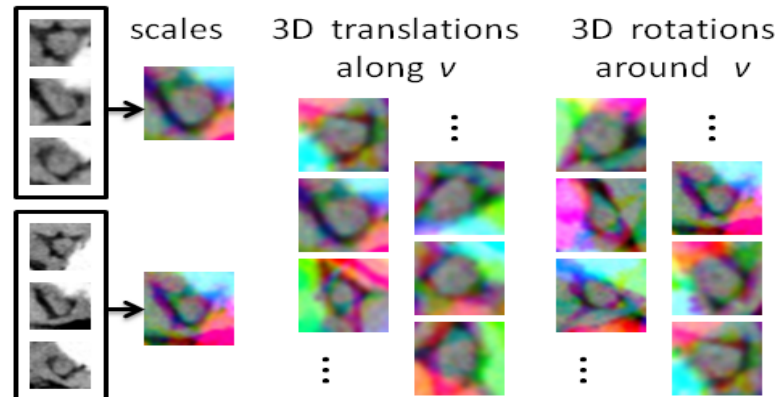 scales
3D translations
along v
3D rotations
around v